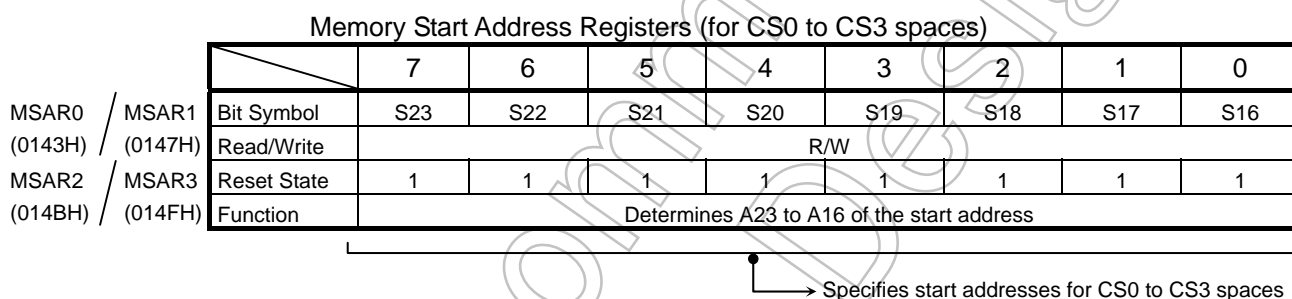 Memory Start Address Registers (for CS0 to CS3 spaces)
7 6 5 4 3 2 1 0
MSAR0 / MSAR1 Bit Symbol S23 S22 S21 S20 S19 S18 S17 S16
(0143H) / (0147H) Read/Write R/W
MSAR2 / MSAR3 Reset State 1 1 1 1 1 1 1 1
(014BH) / (014FH) Function Determines A23 to A16 of the start address
Specifies start addresses for CS0 to CS3 spaces